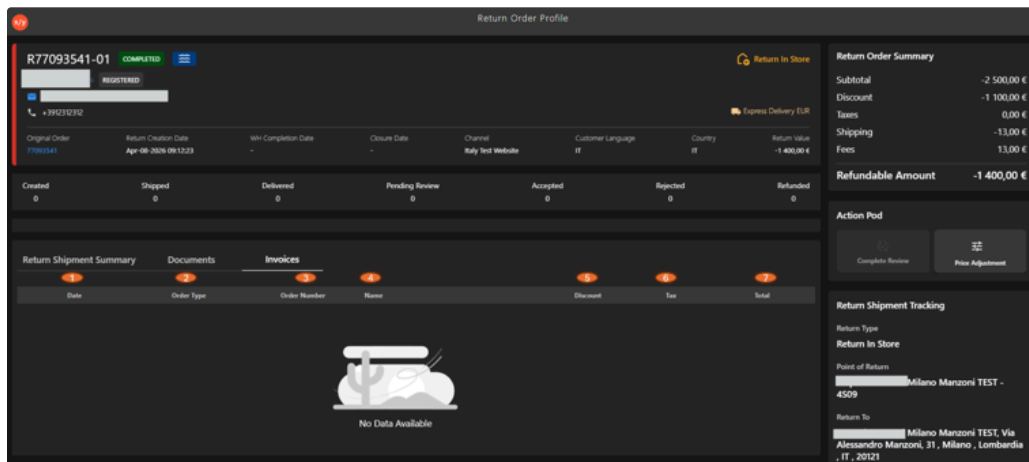 n/y
Return Order Profile
R77093541-01 COMPLETED
Return In Store
REGISTERED
+3912312312
Express Delivery EUR
Original Order Return Creation Date WH Completion Date Closure Date Channel Customer Language Country Return Value
77093541 Apr-08-2026 09:12:23 - - Italy Test Website IT IT -1 400,00 €
Created Shipped Delivered Pending Review Accepted Rejected Refunded
0 0 0 0 0 0 0
Return Shipment Summary Documents Invoices
1 2 3 4 5 6 7
Date Order Type Order Number Name Discount Tax Total
No Data Available
Return Order Summary
Subtotal -2 500,00 €
Discount -1 100,00 €
Taxes 0,00 €
Shipping -13,00 €
Fees 13,00 €
Refundable Amount -1 400,00 €
Action Pod
Complete Review Price Adjustment
Return Shipment Tracking
Return Type
Return In Store
Point of Return
Milano Manzoni TEST -
4S09
Return To
Milano Manzoni TEST, Via
Alessandro Manzoni, 31 , Milano , Lombardia
, IT , 20121